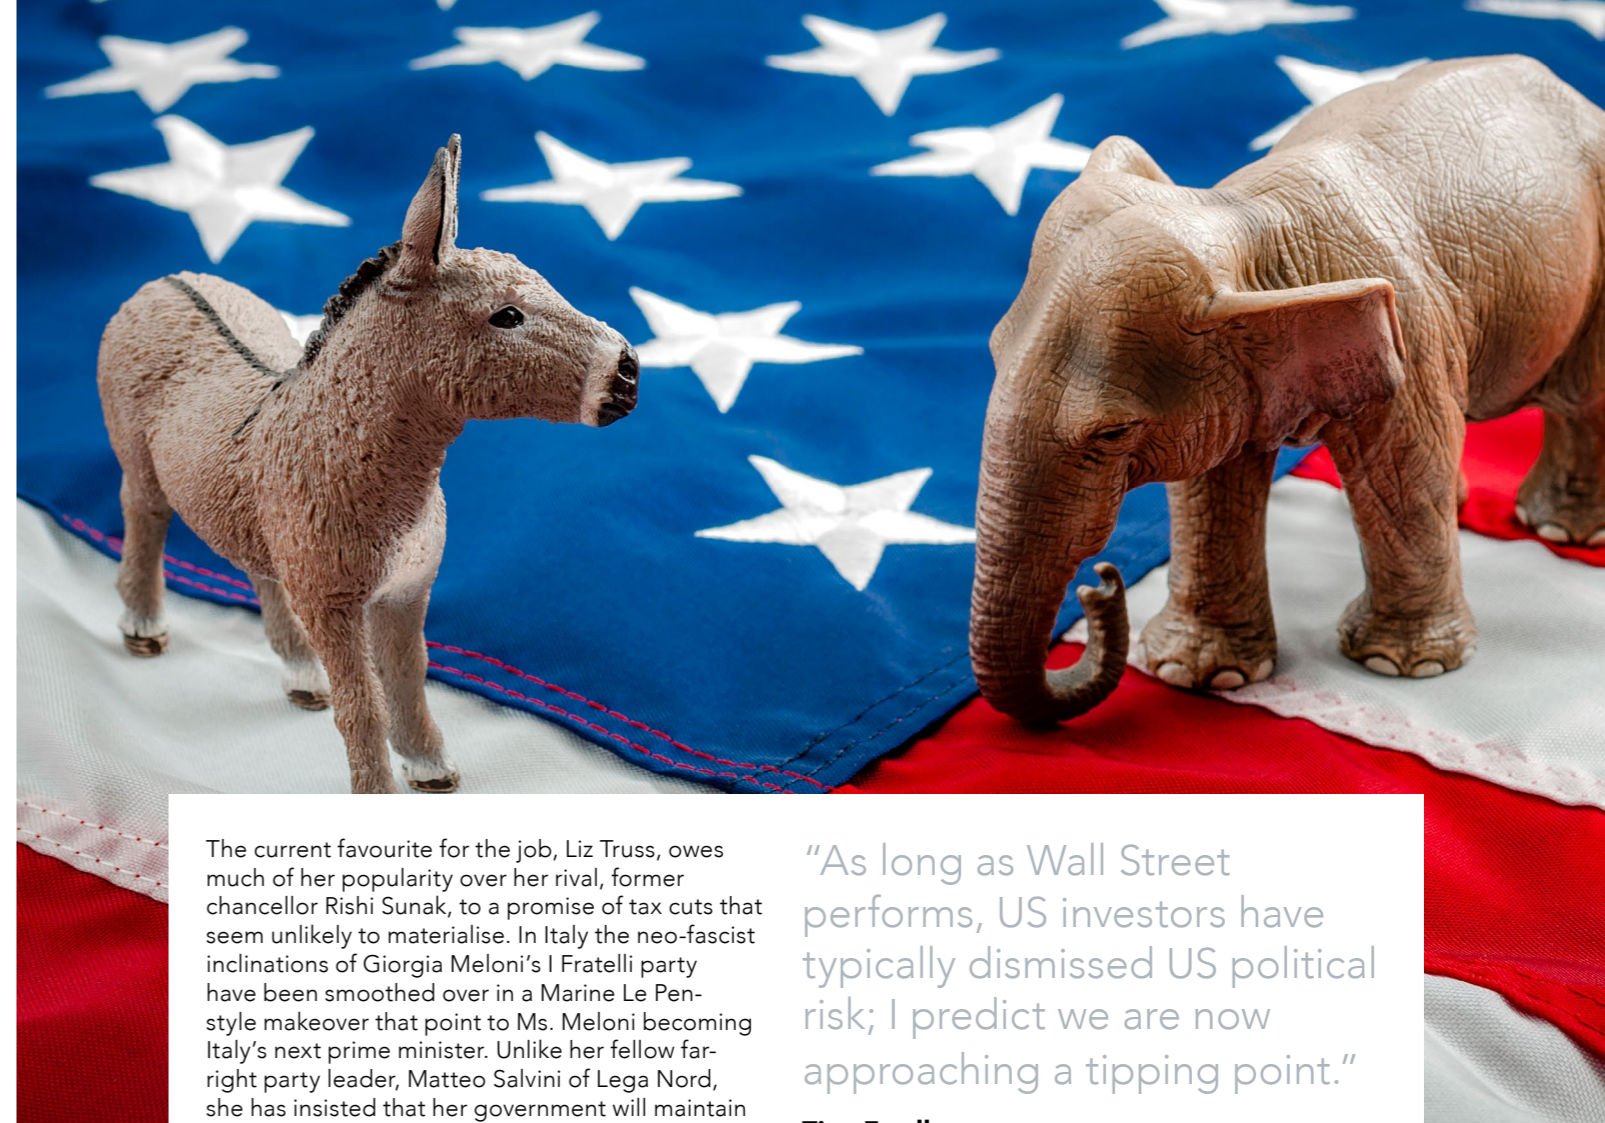 The current favourite for the job, Liz Truss, owes
much of her popularity over her rival, former
chancellor Rishi Sunak, to a promise of tax cuts that
seem unlikely to materialise. In Italy the neo-fascist
inclinations of Giorgia Meloni’s I Fratelli party
have been smoothed over in a Marine Le Pen-
style makeover that point to Ms. Meloni becoming
Italy’s next prime minister. Unlike her fellow far-
right party leader, Matteo Salvini of Lega Nord,
she has insisted that her government will maintain
“As long as Wall Street
performs, US investors have
typically dismissed US political
risk; I predict we are now
approaching a tipping point.”